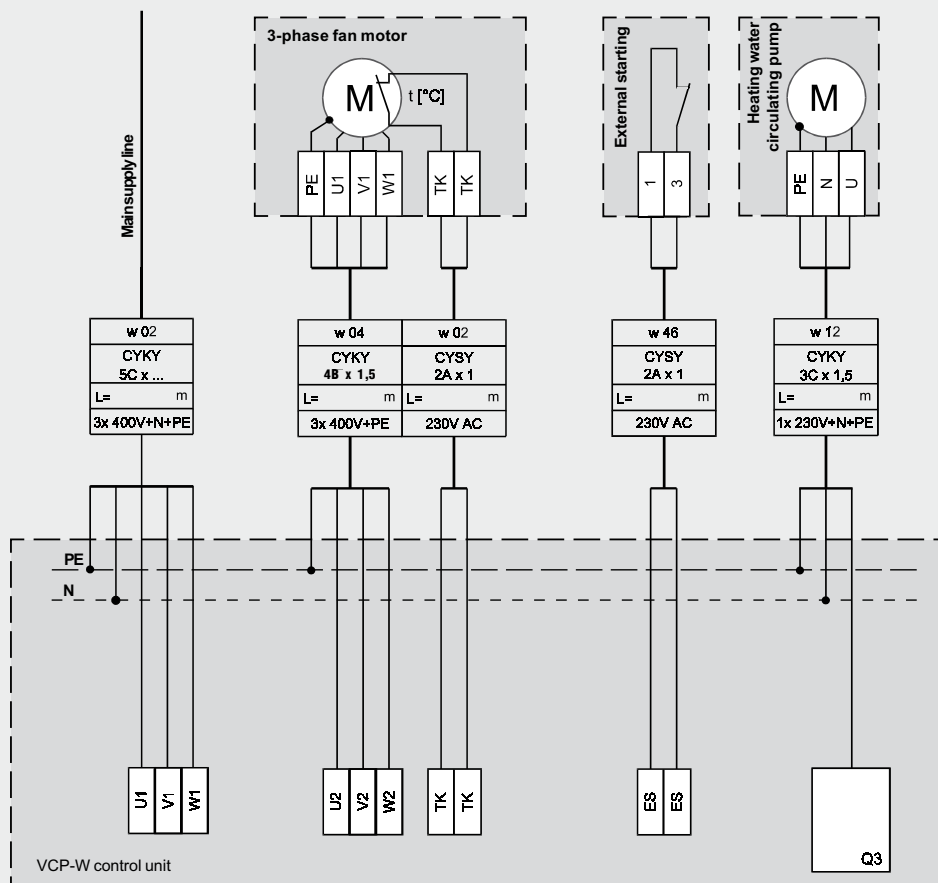 3-phase fan motor
M
t [°C]
PE
U1
V1
W1
TK
TK
External starting
1
3
Heating water
circulating pump
M
PE
N
U
Main supply line
w 02
CYKY
5C x ...
L= m
3x 400V+N+PE
w 04
CYKY
4B x 1,5
L= m
3x 400V+PE
w 02
CYSY
2A x 1
L= m
230V AC
w 46
CYSY
2A x 1
L= m
230V AC
w 12
CYKY
3C x 1,5
L= m
1x 230V+N+PE
PE
N
U1
V1
W1
U2
V2
W2
TK
TK
ES
ES
Q3
VCP-W control unit